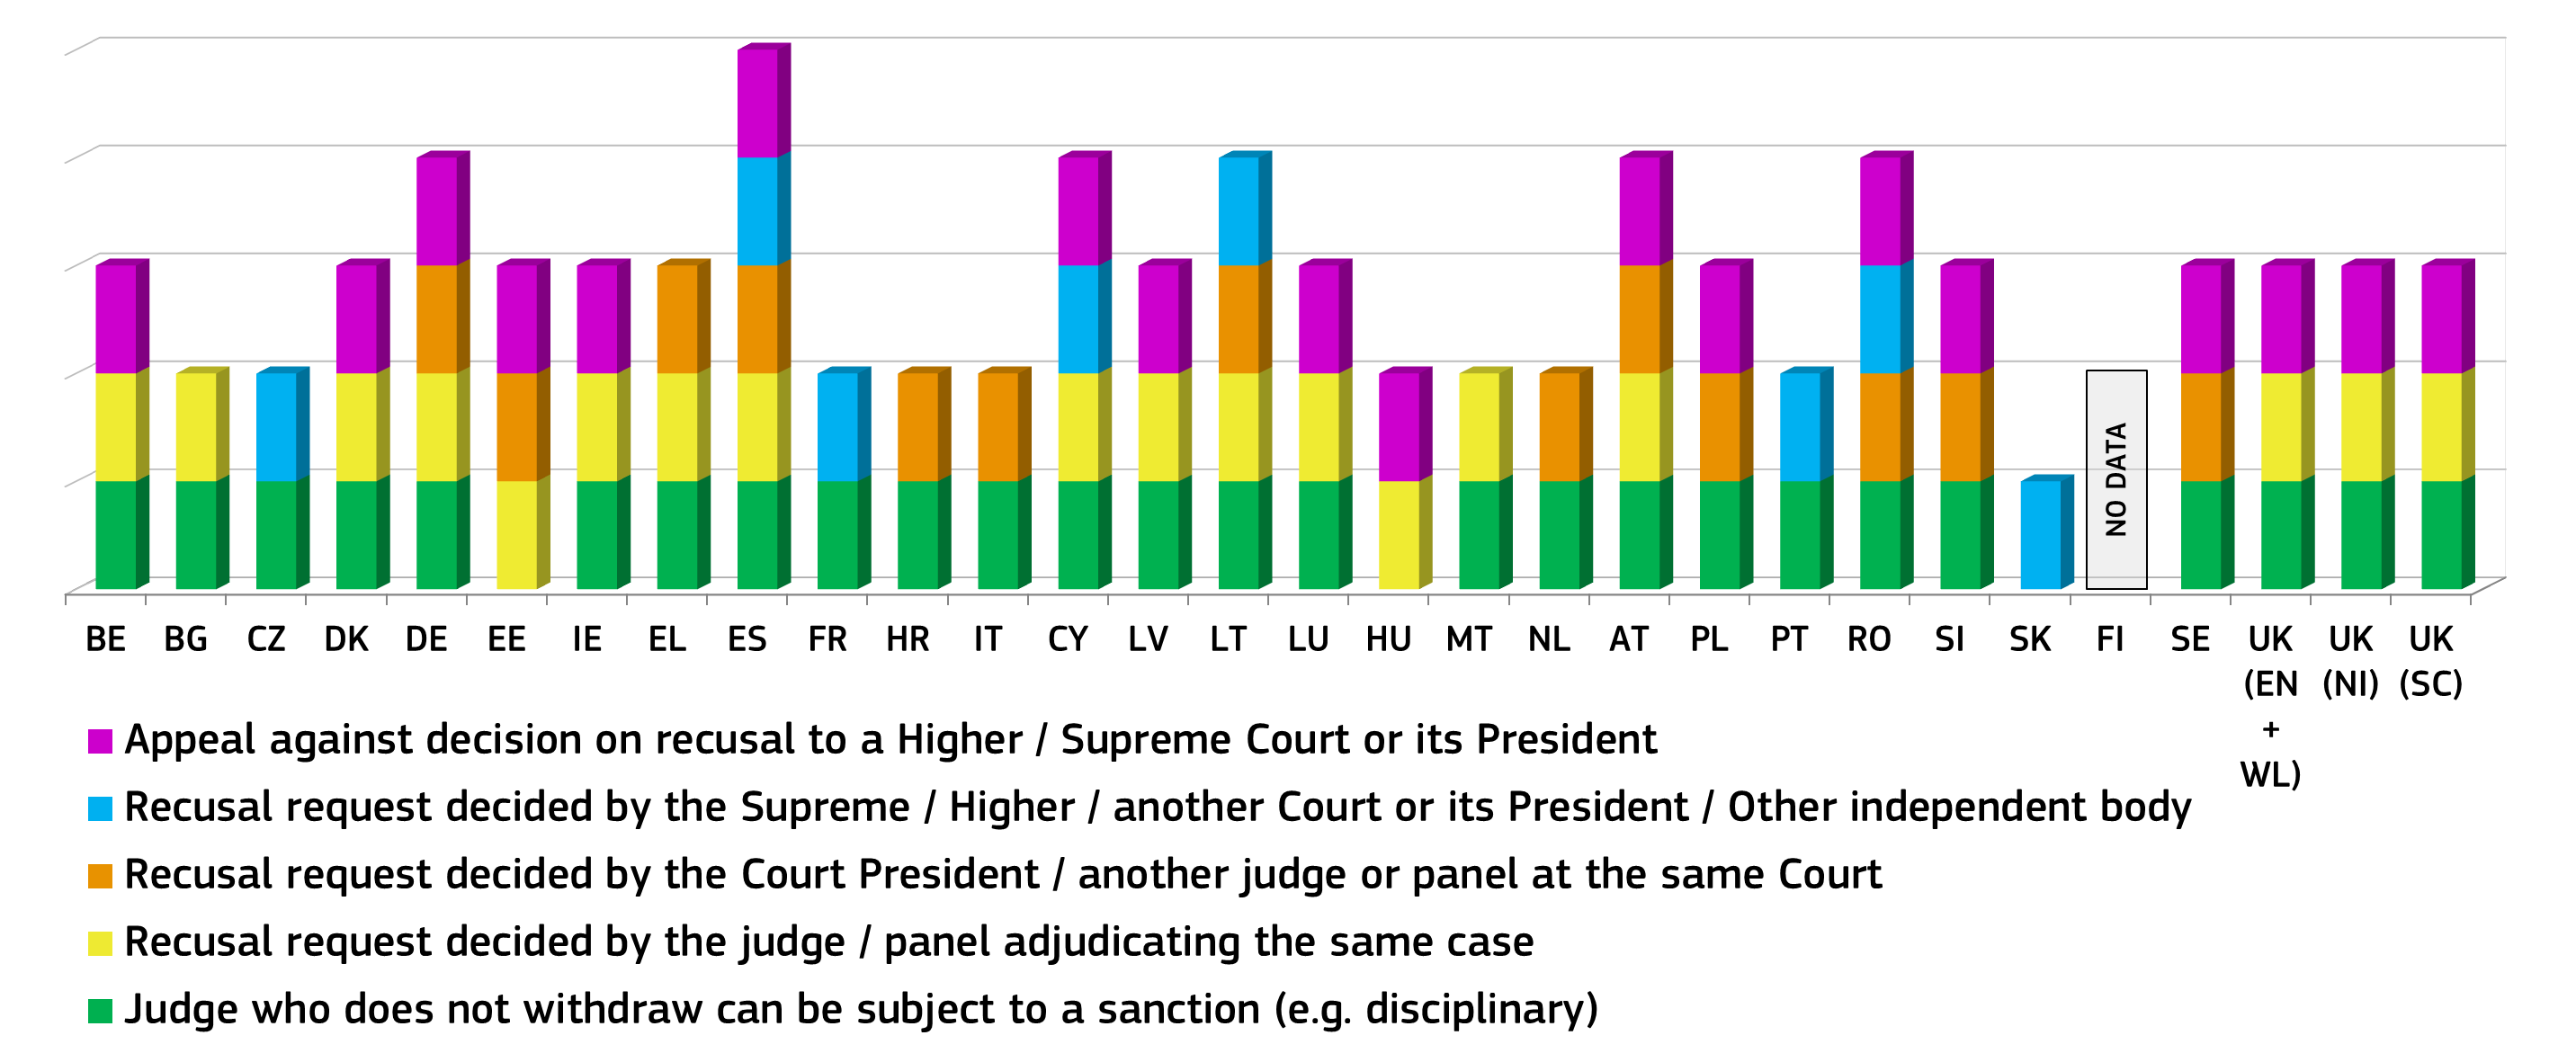 NO DATA
BE BG CZ DK DE EE IE EL ES FR HR IT CY LV LT LU HU MT NL AT PL PT RO SI SK FI SE UK UK UK
(EN (NI) (SC)
+
WL)
Appeal against decision on recusal to a Higher / Supreme Court or its President
Recusal request decided by the Supreme / Higher / another Court or its President / Other independent body
Recusal request decided by the Court President / another judge or panel at the same Court
Recusal request decided by the judge / panel adjudicating the same case
Judge who does not withdraw can be subject to a sanction (e.g. disciplinary)